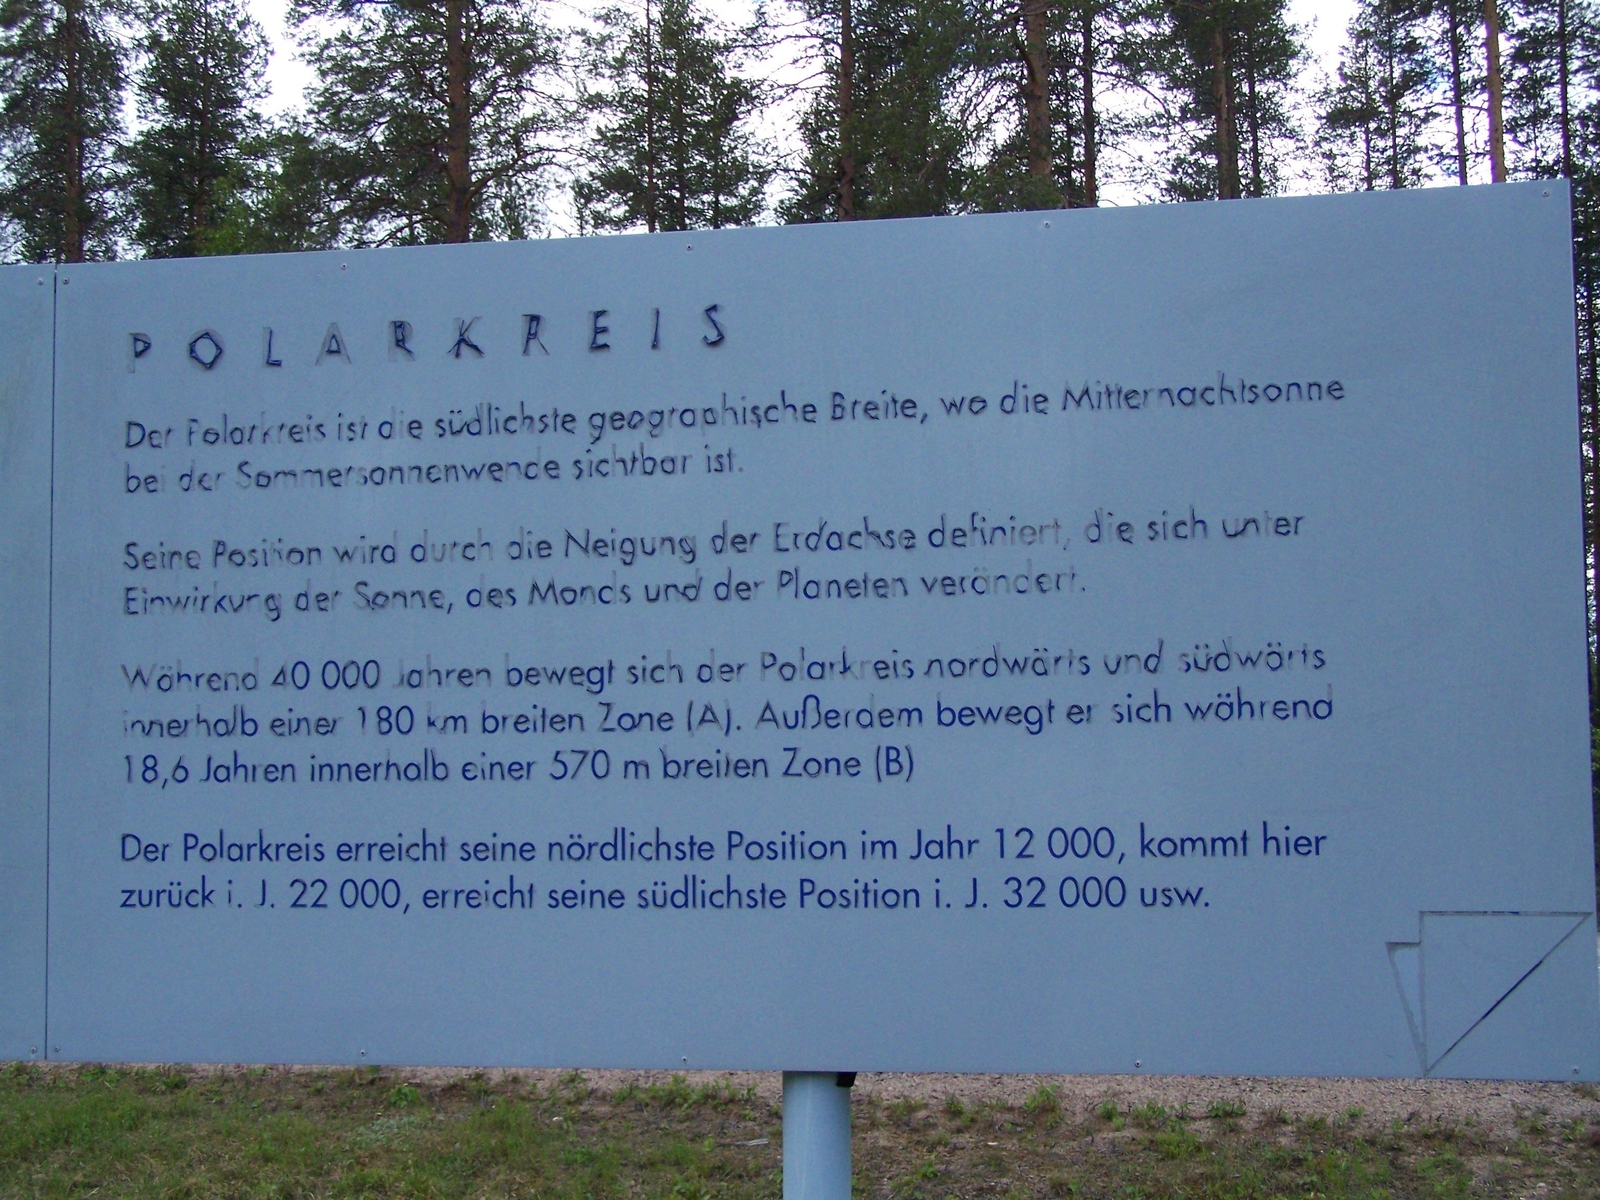 POLARKREIS
Der Polarkreis ist die südlichste geographische Breite, wo die Mitternachtsonne
bei der Sommersonnenwende sichtbar ist.
Seine Position wird durch die Neigung der Erdachse definiert, die sich unter
Einwirkung der Sonne, des Monds und der Planeten verändert.
Während 40 000 Jahren bewegt sich der Polarkreis nordwärts und südwärts
innerhalb einer 180 km breiten Zone (A). Außerdem bewegt er sich während
18,6 Jahren innerhalb einer 570 m breiten Zone (B)
Der Polarkreis erreicht seine nördlichste Position im Jahr 12 000, kommt hier
zurück i. J. 22 000, erreicht seine südlichste Position i. J. 32 000 usw.